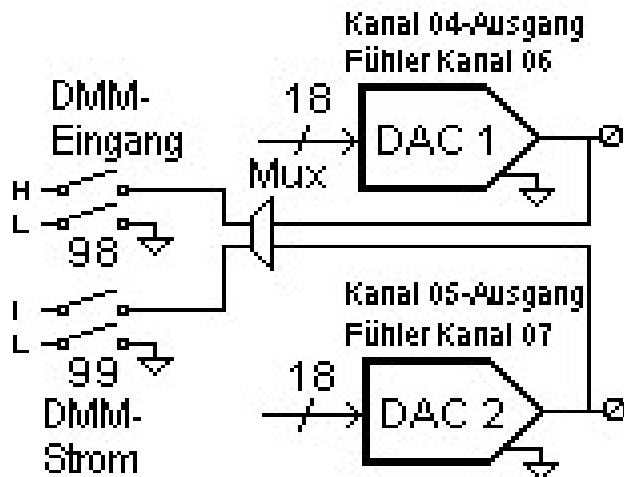 Kanal 04-Ausgang
Fühler Kanal 06
DMM-
Eingang
18
DAC 1
Mux
H
L
98
Kanal 05-Ausgang
Fühler Kanal 07
I
L
99
18
DAC 2
DMM-
Strom